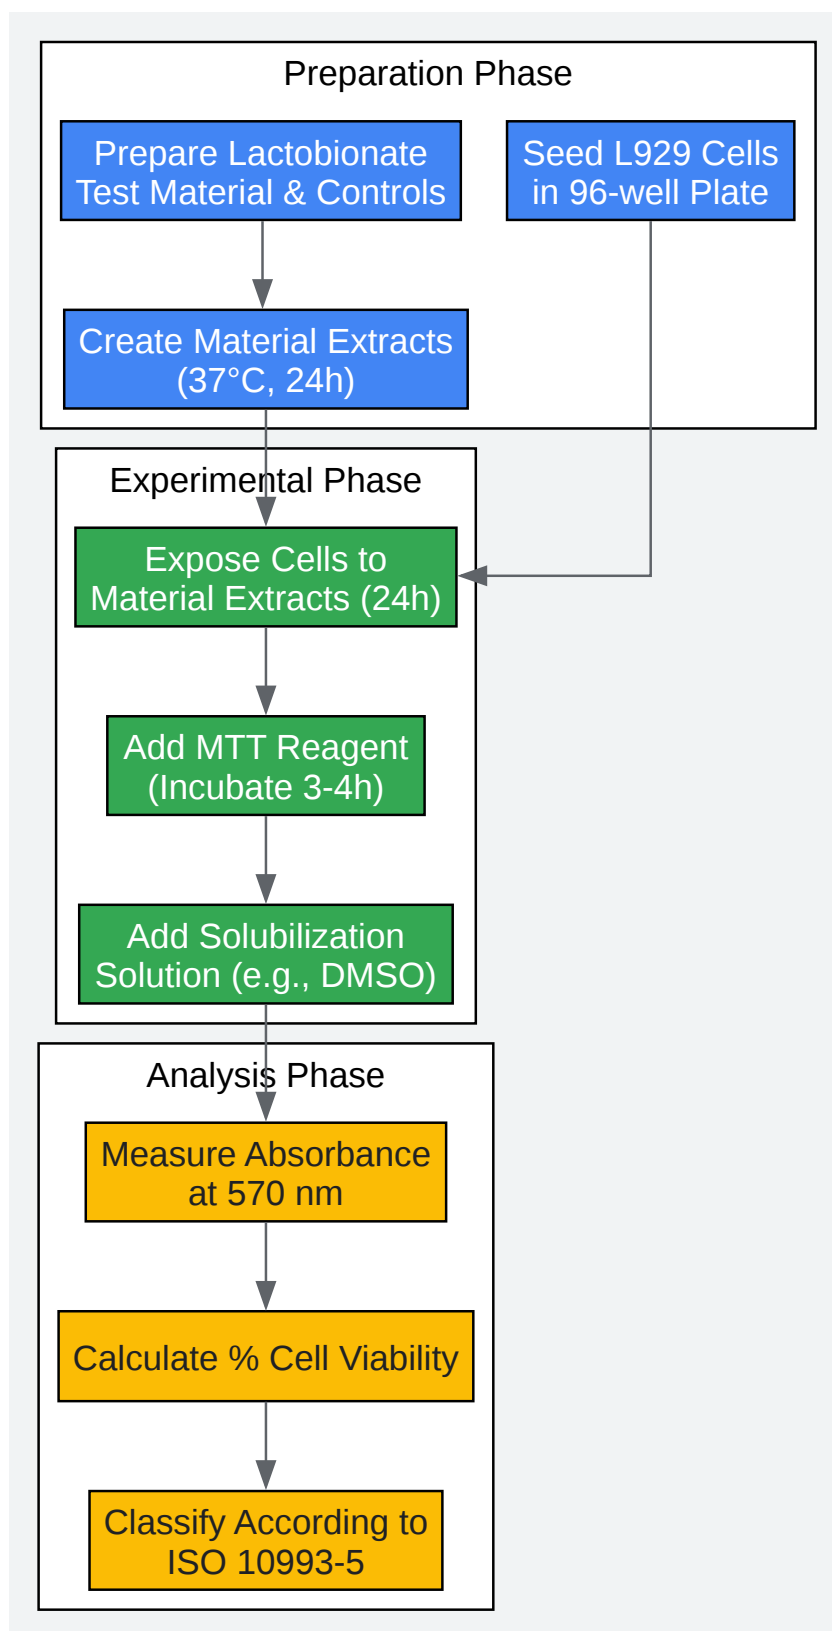 Preparation Phase
Prepare Lactobionate
Test Material & Controls
Seed L929 Cells
in 96-well Plate
Create Material Extracts
(37°C, 24h)
Experimental Phase
Expose Cells to
Material Extracts (24h)
Add MTT Reagent
(Incubate 3-4h)
Add Solubilization
Solution (e.g., DMSO)
Analysis Phase
Measure Absorbance
at 570 nm
Calculate % Cell Viability
Classify According to
ISO 10993-5